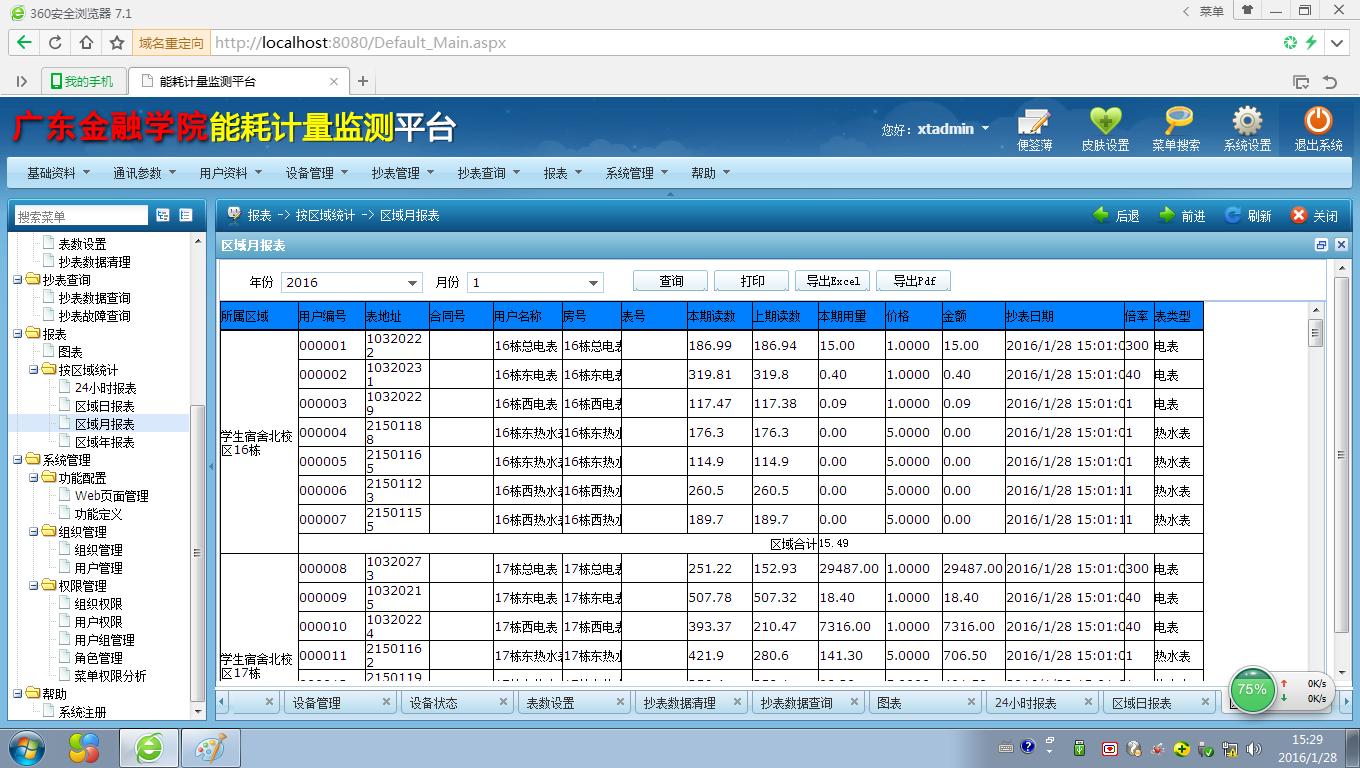 360安全浏览器 7.1
菜单
域名重定向 http://localhost:8080/Default_Main.aspx
我的手机 能耗计量监测平台
广东金融学院能耗计量监测平台
您好：xtadmin
便签薄 皮肤设置 菜单搜索 系统设置 退出系统
基础资料 通讯参数 用户资料 设备管理 抄表管理 抄表查询 报表 系统管理 帮助
搜索菜单
表数设置
抄表数据清理
抄表查询
抄表数据查询
抄表故障查询
报表
图表
按区域统计
24小时报表
区域日报表
区域月报表
区域年报表
系统管理
功能配置
Web页面管理
功能定义
组织管理
组织管理
用户管理
权限管理
组织权限
用户权限
用户组管理
角色管理
菜单权限分析
帮助
系统注册
报表 -> 按区域统计 -> 区域月报表
后退 前进 刷新 关闭
区域月报表
年份 2016 月份 1 查询 打印 导出Excel 导出Pdf
所属区域 用户编号 表地址 合同号 用户名称 房号 表号 本期读数 上期读数 本期用量 价格 金额 抄表日期 倍率 表类型
学生宿舍北校区16栋
000001 10320222 16栋总电表 16栋总电表 186.99 186.94 15.00 1.0000 15.00 2016/1/28 15:01:0 300 电表
000002 10320231 16栋东电表 16栋东电表 319.81 319.8 0.40 1.0000 0.40 2016/1/28 15:01:0 40 电表
000003 10320229 16栋西电表 16栋西电表 117.47 117.38 0.09 1.0000 0.09 2016/1/28 15:01:0 1 电表
000004 21501188 16栋东热水 16栋东热水 176.3 176.3 0.00 5.0000 0.00 2016/1/28 15:01:0 1 热水表
000005 21501165 16栋东热水 16栋东热水 114.9 114.9 0.00 5.0000 0.00 2016/1/28 15:01:0 1 热水表
000006 21501123 16栋西热水 16栋西热水 260.5 260.5 0.00 5.0000 0.00 2016/1/28 15:01:1 1 热水表
000007 21501155 16栋西热水 16栋西热水 189.7 189.7 0.00 5.0000 0.00 2016/1/28 15:01:1 1 热水表
区域合计 15.49
学生宿舍北校区17栋
000008 10320273 17栋总电表 17栋总电表 251.22 152.93 29487.00 1.0000 29487.00 2016/1/28 15:01:0 300 电表
000009 10320215 17栋东电表 17栋东电表 507.78 507.32 18.40 1.0000 18.40 2016/1/28 15:01:0 40 电表
000010 10320224 17栋西电表 17栋西电表 393.37 210.47 7316.00 1.0000 7316.00 2016/1/28 15:01:0 40 电表
000011 21501162 17栋东热水 17栋东热水 421.9 280.6 141.30 5.0000 706.50 2016/1/28 15:01:0 1 热水表
2150119
设备管理 设备状态 表数设置 抄表数据清理 抄表数据查询 图表 24小时报表 区域日报表
75% 0K/s
0K/s
15:29
2016/1/28